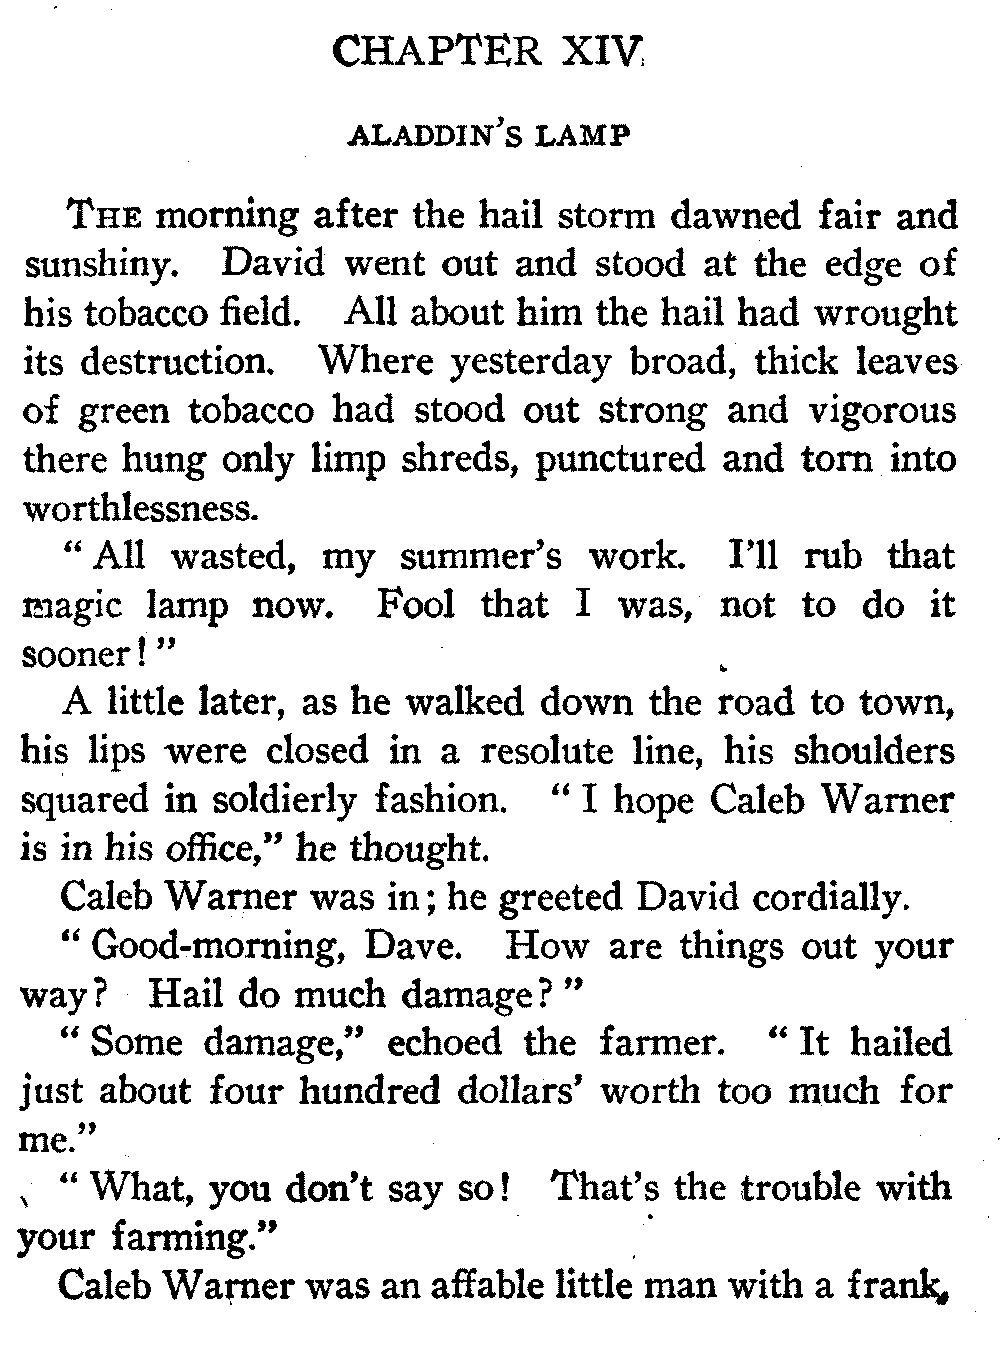 CHAPTER XIV
ALADDIN'S LAMP
THE morning after the hail storm dawned fair and
sunshiny. David went out and stood at the edge of
his tobacco field. All about him the hail had wrought
its destruction. Where yesterday broad, thick leaves
of green tobacco had stood out strong and vigorous
there hung only limp shreds, punctured and torn into
worthlessness.
"All wasted, my summer's work. I'll rub that
magic lamp now. Fool that I was, not to do it
sooner!"
A little later, as he walked down the road to town,
his lips were closed in a resolute line, his shoulders
squared in soldierly fashion. "I hope Caleb Warner
is in his office," he thought.
Caleb Warner was in; he greeted David cordially.
"Good-morning, Dave. How are things out your
way? Hail do much damage?"
"Some damage," echoed the farmer. "It hailed
just about four hundred dollars' worth too much for
me."
"What, you don't say so! That's the trouble with
your farming."
Caleb Warner was an affable little man with a frank,